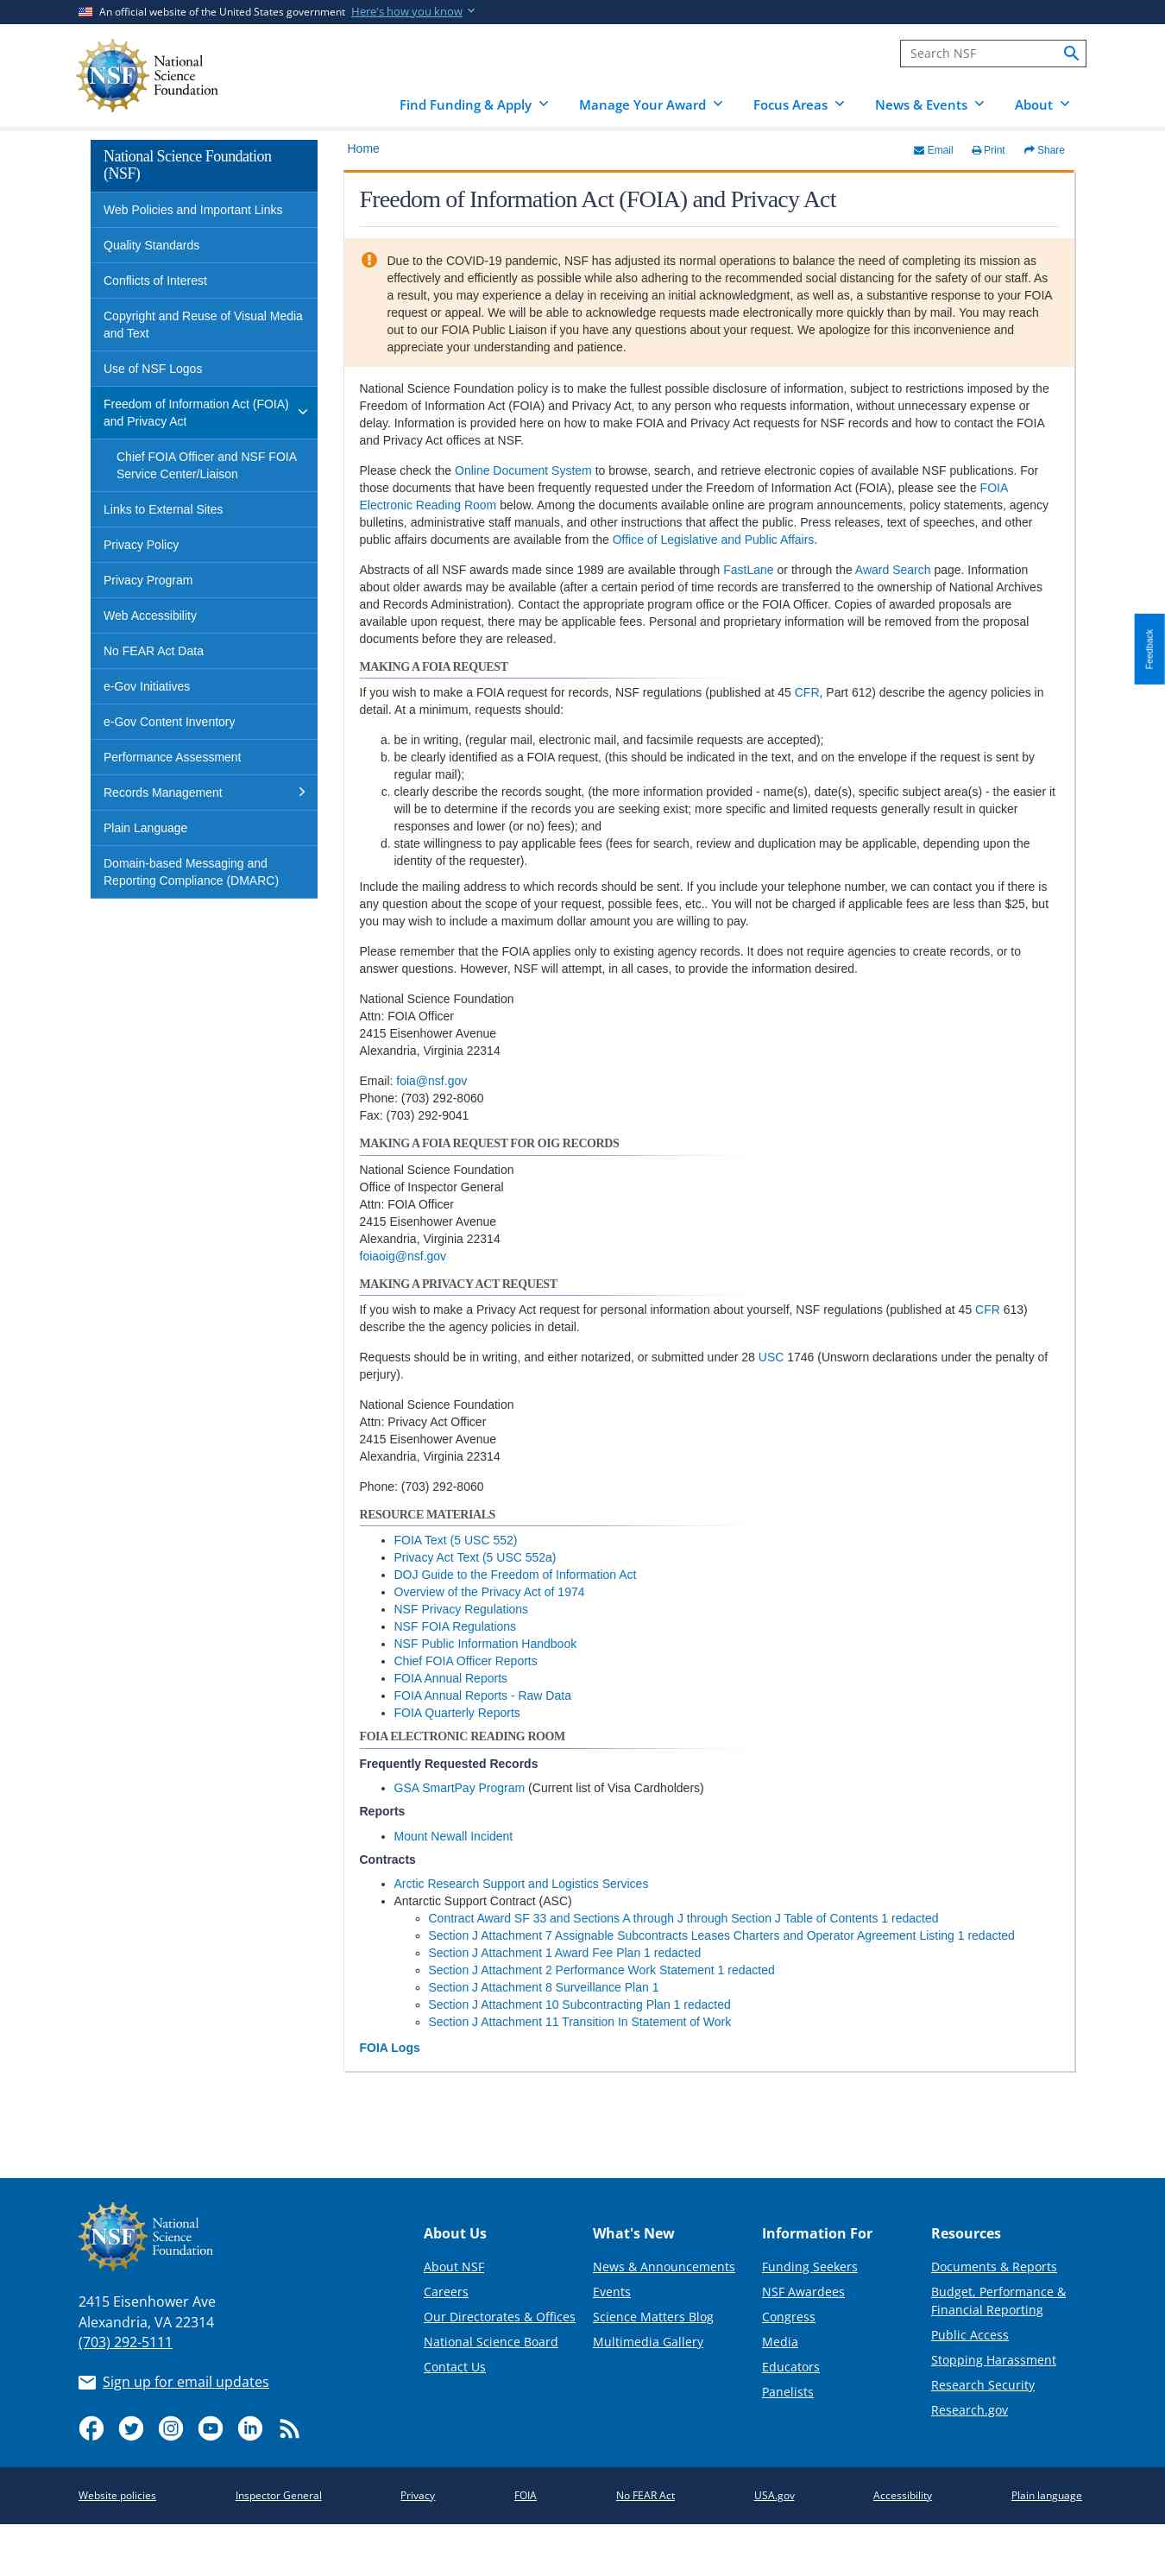 An official website of the United States government Here's how you know
NSF
National
Science
Foundation
Search NSF
Find Funding & Apply Manage Your Award Focus Areas News & Events About
National Science Foundation
(NSF)
Web Policies and Important Links
Quality Standards
Conflicts of Interest
Copyright and Reuse of Visual Media
and Text
Use of NSF Logos
Freedom of Information Act (FOIA)
and Privacy Act
Chief FOIA Officer and NSF FOIA
Service Center/Liaison
Links to External Sites
Privacy Policy
Privacy Program
Web Accessibility
No FEAR Act Data
e-Gov Initiatives
e-Gov Content Inventory
Performance Assessment
Records Management
Plain Language
Domain-based Messaging and
Reporting Compliance (DMARC)
Home
Email Print Share
Freedom of Information Act (FOIA) and Privacy Act
Due to the COVID-19 pandemic, NSF has adjusted its normal operations to balance the need of completing its mission as
effectively and efficiently as possible while also adhering to the recommended social distancing for the safety of our staff. As
a result, you may experience a delay in receiving an initial acknowledgment, as well as, a substantive response to your FOIA
request or appeal. We will be able to acknowledge requests made electronically more quickly than by mail. You may reach
out to our FOIA Public Liaison if you have any questions about your request. We apologize for this inconvenience and
appreciate your understanding and patience.
National Science Foundation policy is to make the fullest possible disclosure of information, subject to restrictions imposed by the
Freedom of Information Act (FOIA) and Privacy Act, to any person who requests information, without unnecessary expense or
delay. Information is provided here on how to make FOIA and Privacy Act requests for NSF records and how to contact the FOIA
and Privacy Act offices at NSF.
Please check the Online Document System to browse, search, and retrieve electronic copies of available NSF publications. For
those documents that have been frequently requested under the Freedom of Information Act (FOIA), please see the FOIA
Electronic Reading Room below. Among the documents available online are program announcements, policy statements, agency
bulletins, administrative staff manuals, and other instructions that affect the public. Press releases, text of speeches, and other
public affairs documents are available from the Office of Legislative and Public Affairs.
Abstracts of all NSF awards made since 1989 are available through FastLane or through the Award Search page. Information
about older awards may be available (after a certain period of time records are transferred to the ownership of National Archives
and Records Administration). Contact the appropriate program office or the FOIA Officer. Copies of awarded proposals are
available upon request, there may be applicable fees. Personal and proprietary information will be removed from the proposal
documents before they are released.
MAKING A FOIA REQUEST
If you wish to make a FOIA request for records, NSF regulations (published at 45 CFR, Part 612) describe the agency policies in
detail. At a minimum, requests should:
a. be in writing, (regular mail, electronic mail, and facsimile requests are accepted);
b. be clearly identified as a FOIA request, (this should be indicated in the text, and on the envelope if the request is sent by
regular mail);
c. clearly describe the records sought, (the more information provided - name(s), date(s), specific subject area(s) - the easier it
will be to determine if the records you are seeking exist; more specific and limited requests generally result in quicker
responses and lower (or no) fees); and
d. state willingness to pay applicable fees (fees for search, review and duplication may be applicable, depending upon the
identity of the requester).
Include the mailing address to which records should be sent. If you include your telephone number, we can contact you if there is
any question about the scope of your request, possible fees, etc.. You will not be charged if applicable fees are less than $25, but
you may wish to include a maximum dollar amount you are willing to pay.
Please remember that the FOIA applies only to existing agency records. It does not require agencies to create records, or to
answer questions. However, NSF will attempt, in all cases, to provide the information desired.
National Science Foundation
Attn: FOIA Officer
2415 Eisenhower Avenue
Alexandria, Virginia 22314
Email: foia@nsf.gov
Phone: (703) 292-8060
Fax: (703) 292-9041
MAKING A FOIA REQUEST FOR OIG RECORDS
National Science Foundation
Office of Inspector General
Attn: FOIA Officer
2415 Eisenhower Avenue
Alexandria, Virginia 22314
foiaoig@nsf.gov
MAKING A PRIVACY ACT REQUEST
If you wish to make a Privacy Act request for personal information about yourself, NSF regulations (published at 45 CFR 613)
describe the the agency policies in detail.
Requests should be in writing, and either notarized, or submitted under 28 USC 1746 (Unsworn declarations under the penalty of
perjury).
National Science Foundation
Attn: Privacy Act Officer
2415 Eisenhower Avenue
Alexandria, Virginia 22314
Phone: (703) 292-8060
RESOURCE MATERIALS
• FOIA Text (5 USC 552)
• Privacy Act Text (5 USC 552a)
• DOJ Guide to the Freedom of Information Act
• Overview of the Privacy Act of 1974
• NSF Privacy Regulations
• NSF FOIA Regulations
• NSF Public Information Handbook
• Chief FOIA Officer Reports
• FOIA Annual Reports
• FOIA Annual Reports - Raw Data
• FOIA Quarterly Reports
FOIA ELECTRONIC READING ROOM
Frequently Requested Records
• GSA SmartPay Program (Current list of Visa Cardholders)
Reports
• Mount Newall Incident
Contracts
• Arctic Research Support and Logistics Services
• Antarctic Support Contract (ASC)
◦ Contract Award SF 33 and Sections A through J through Section J Table of Contents 1 redacted
◦ Section J Attachment 7 Assignable Subcontracts Leases Charters and Operator Agreement Listing 1 redacted
◦ Section J Attachment 1 Award Fee Plan 1 redacted
◦ Section J Attachment 2 Performance Work Statement 1 redacted
◦ Section J Attachment 8 Surveillance Plan 1
◦ Section J Attachment 10 Subcontracting Plan 1 redacted
◦ Section J Attachment 11 Transition In Statement of Work
FOIA Logs
Feedback
NSF
National
Science
Foundation
2415 Eisenhower Ave
Alexandria, VA 22314
(703) 292-5111
Sign up for email updates
About Us
About NSF
Careers
Our Directorates & Offices
National Science Board
Contact Us
What's New
News & Announcements
Events
Science Matters Blog
Multimedia Gallery
Information For
Funding Seekers
NSF Awardees
Congress
Media
Educators
Panelists
Resources
Documents & Reports
Budget, Performance &
Financial Reporting
Public Access
Stopping Harassment
Research Security
Research.gov
Website policies Inspector General Privacy FOIA No FEAR Act USA.gov Accessibility Plain language